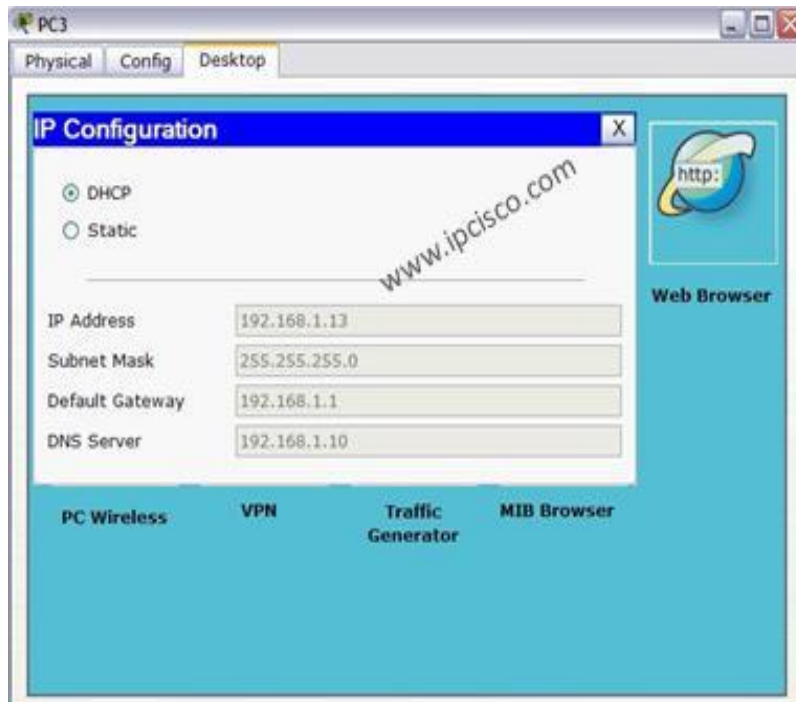 PC3
Physical Config Desktop
IP Configuration X
http:
DHCP
Static
www.ipcisco.com
Web Browser
IP Address 192.168.1.13
Subnet Mask 255.255.255.0
Default Gateway 192.168.1.1
DNS Server 192.168.1.10
PC Wireless VPN Traffic Generator MIB Browser